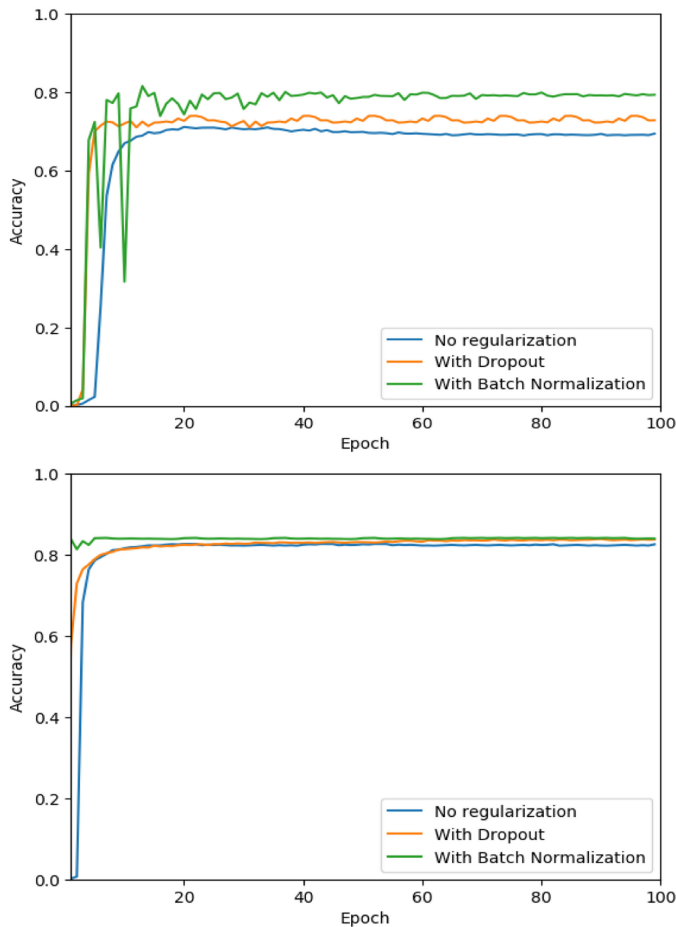 1.0
0.8
0.6
0.4
0.2
0.0
Accuracy
No regularization
With Dropout
With Batch Normalization
20 40 60 80 100
Epoch
1.0
0.8
0.6
0.4
0.2
0.0
Accuracy
No regularization
With Dropout
With Batch Normalization
20 40 60 80 100
Epoch